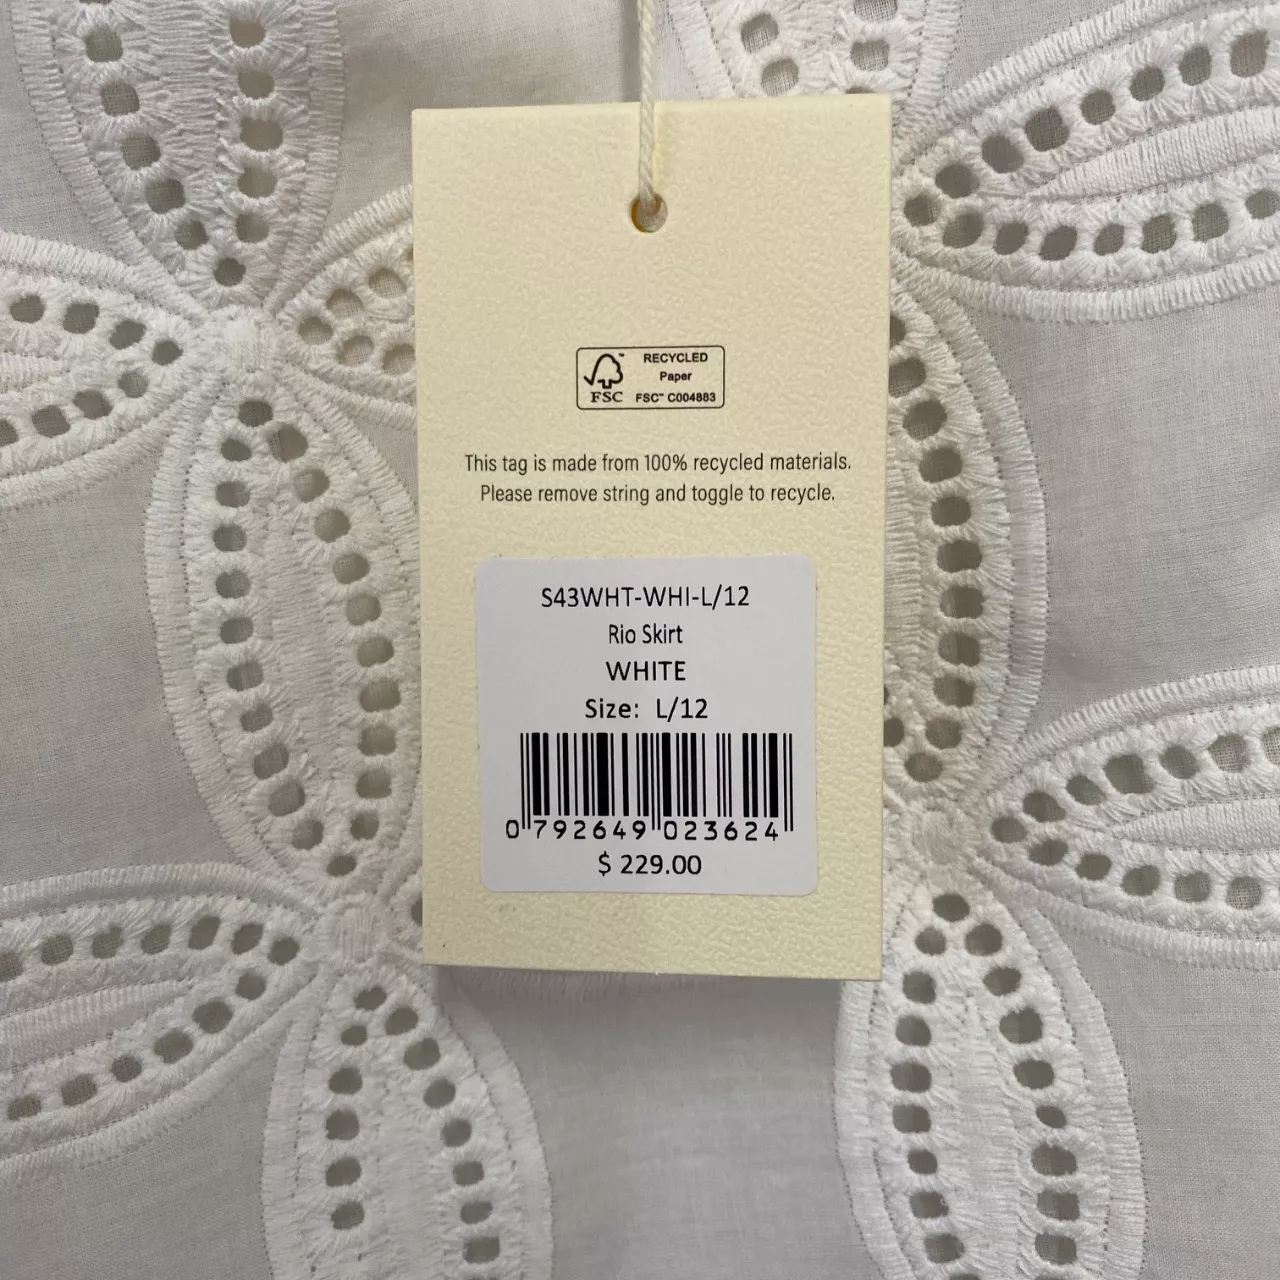 RECYCLED
Paper
FSC™ C004883
FSC
This tag is made from 100% recycled materials.
Please remove string and toggle to recycle.
S43WHT-WHI-L/12
Rio Skirt
WHITE
Size: L/12
0 792649 023624
$ 229.00